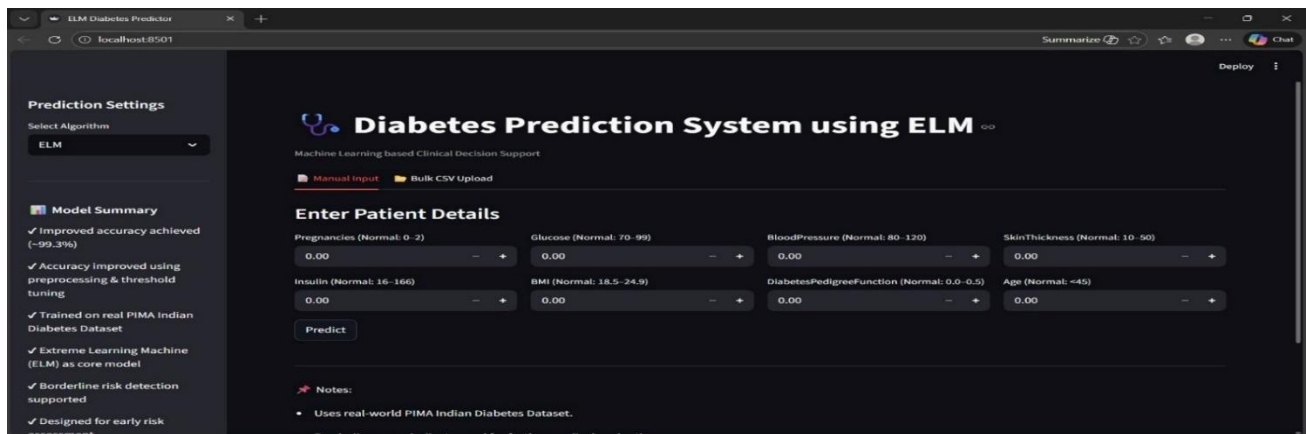 ELM Diabetes Predictor
localhost:8501
Summarize
Chat
Deploy
Prediction Settings
Select Algorithm
ELM
Model Summary
✓ Improved accuracy achieved
(~99.3%)
✓ Accuracy improved using
preprocessing & threshold
tuning
✓ Trained on real PIMA Indian
Diabetes Dataset
✓ Extreme Learning Machine
(ELM) as core model
✓ Borderline risk detection
supported
✓ Designed for early risk
Diabetes Prediction System using ELM
Machine Learning based Clinical Decision Support
Manual Input Bulk CSV Upload
Enter Patient Details
Pregnancies (Normal: 0–2) Glucose (Normal: 70–99) BloodPressure (Normal: 80–120) SkinThickness (Normal: 10–50)
0.00 − + 0.00 − + 0.00 − + 0.00 − +
Insulin (Normal: 16–166) BMI (Normal: 18.5–24.9) DiabetesPedigreeFunction (Normal: 0.0–0.5) Age (Normal: <45)
0.00 − + 0.00 − + 0.00 − + 0.00 − +
Predict
Notes:
• Uses real-world PIMA Indian Diabetes Dataset.